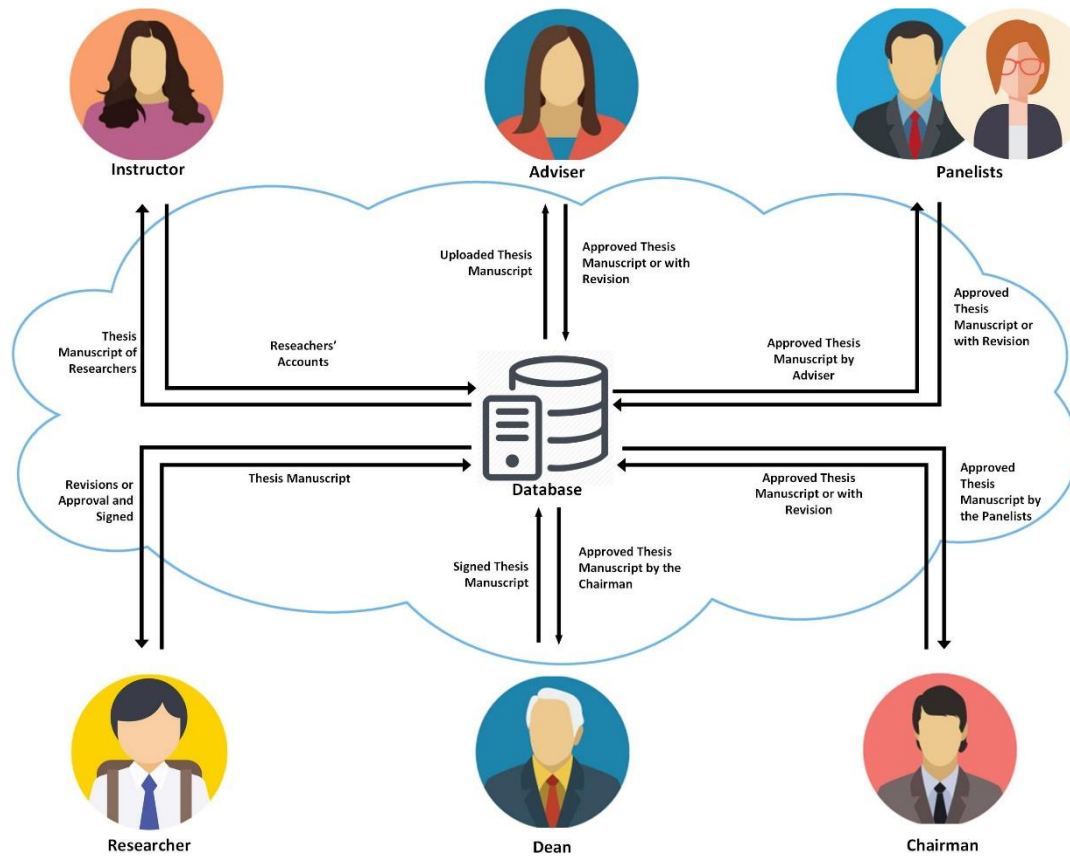 Instructor
Adviser
Panelists
Uploaded Thesis
Manuscript
Approved Thesis
Manuscript or with
Revision
Approved
Thesis
Manuscript or
with Revision
Thesis
Manuscript of
Researchers
Reseachers'
Accounts
Approved Thesis
Manuscript by
Adviser
Database
Revisions or
Approval and
Signed
Thesis Manuscript
Approved Thesis
Manuscript or with
Revision
Approved
Thesis
Manuscript by
the Panelists
Signed Thesis
Manuscript
Approved Thesis
Manuscript by the
Chairman
Researcher
Dean
Chairman